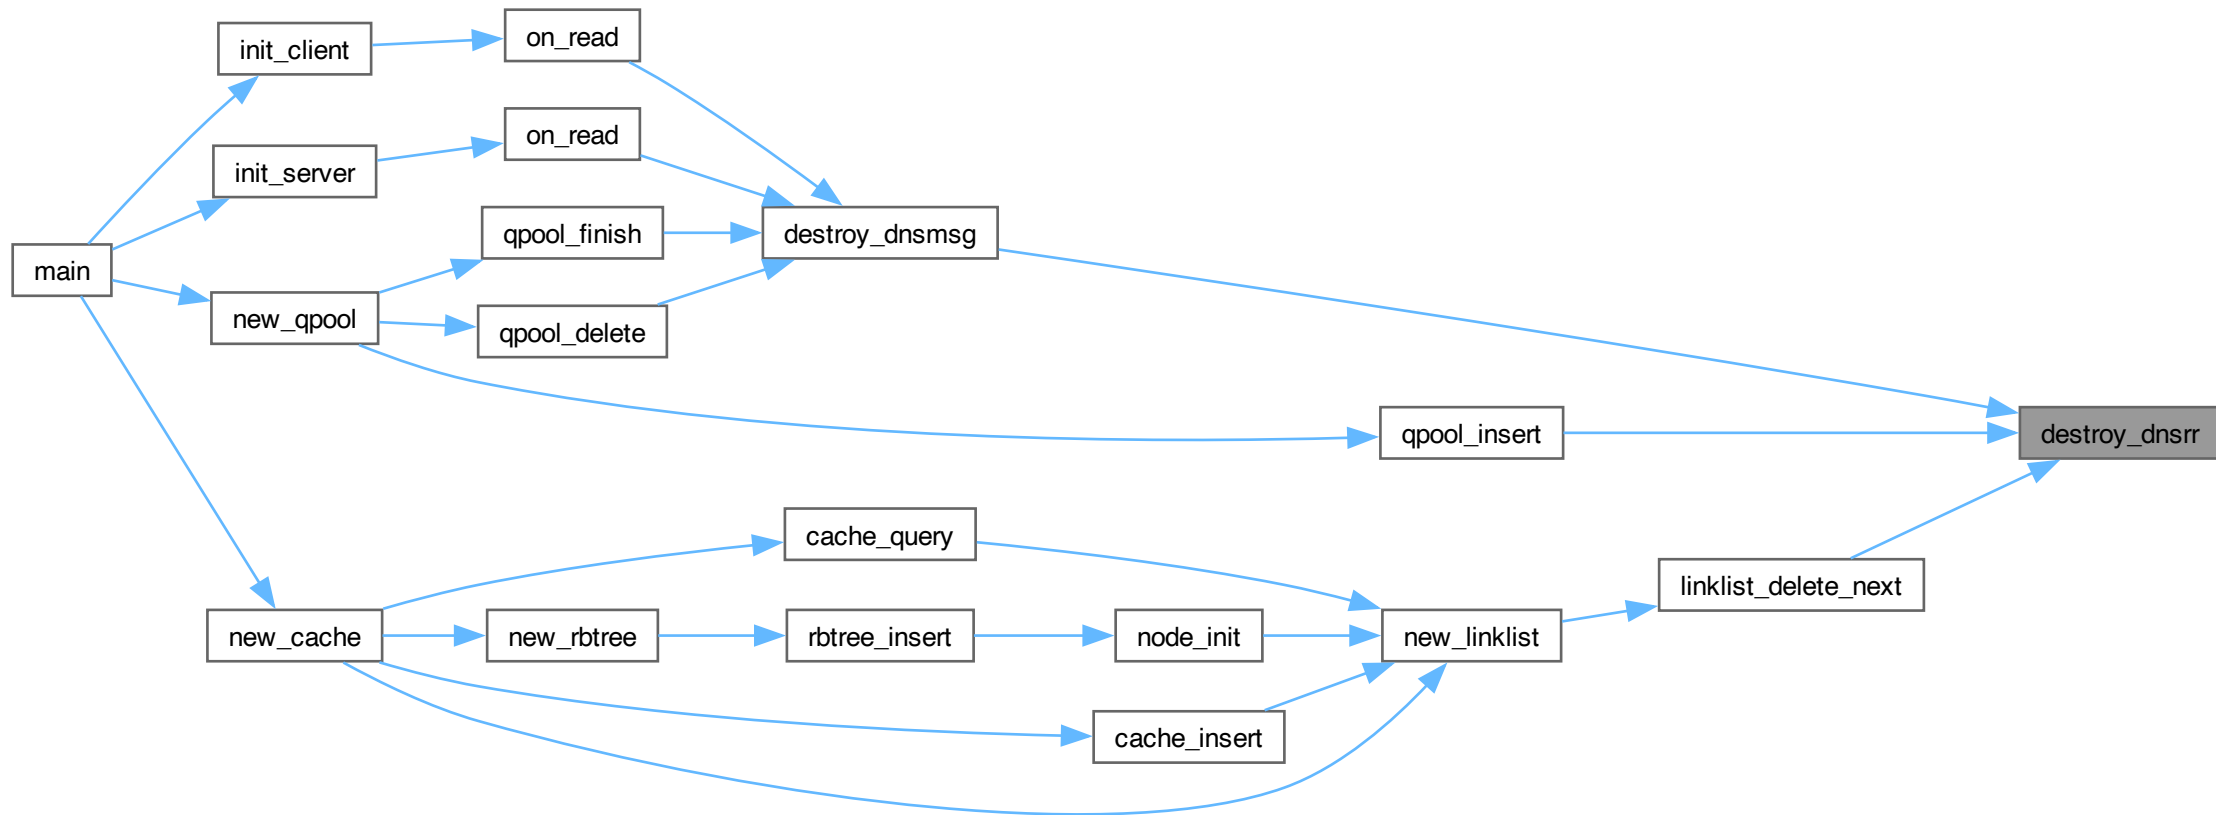 init_client
on_read
on_read
init_server
qpool_finish
destroy_dnsmsg
main
new_qpool
qpool_delete
qpool_insert
destroy_dnsrr
cache_query
linklist_delete_next
new_cache
new_rbtree
rbtree_insert
node_init
new_linklist
cache_insert